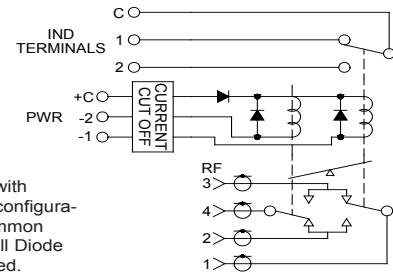 C
IND
TERMINALS
1
2
+C
PWR
-2
-1
CURRENT
CUT OFF
RF
3
4
2
1
with
configura-
mmon
ll Diode
ed.